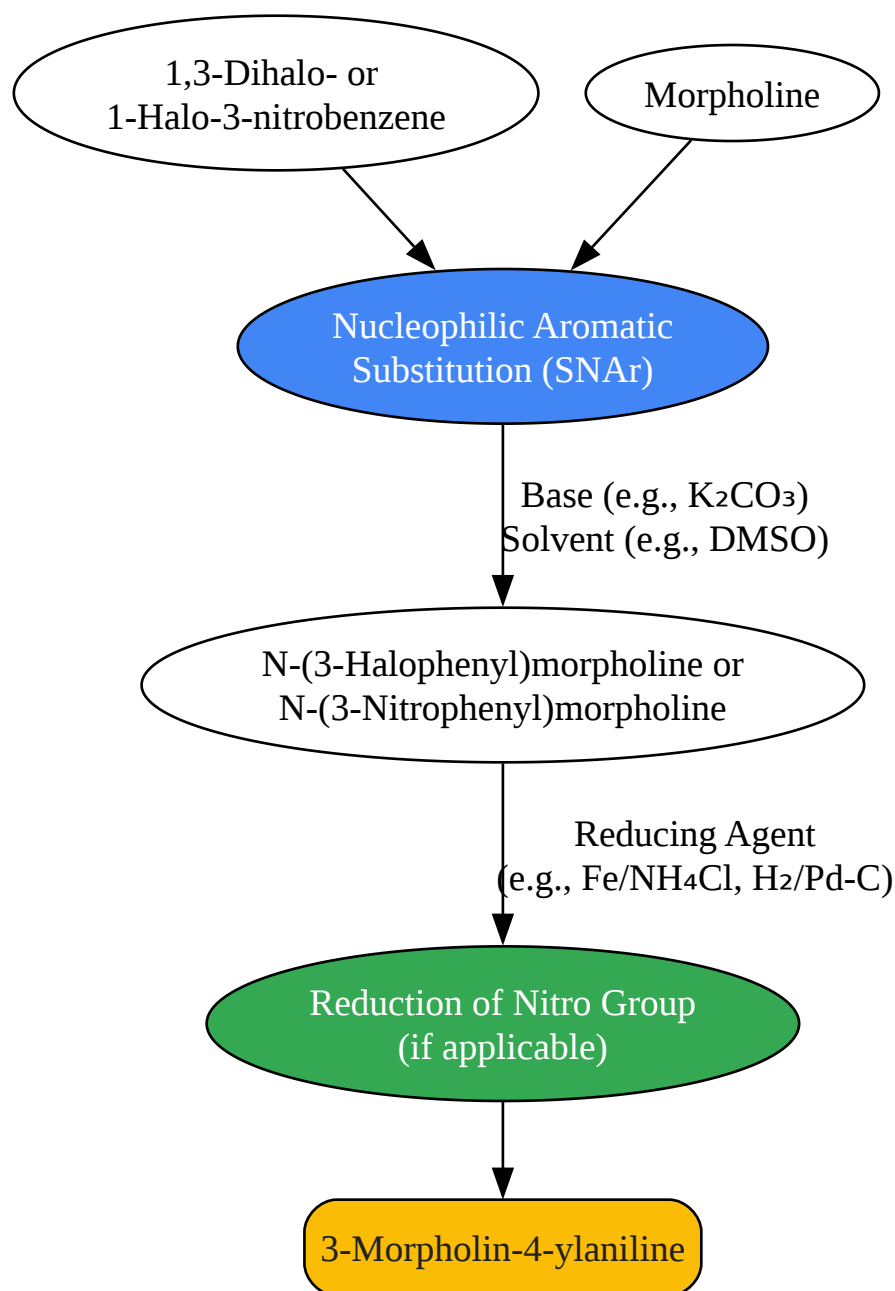 1,3-Dihalo- or
1-Halo-3-nitrobenzene
Morpholine
Nucleophilic Aromatic
Substitution (SNAr)
Base (e.g., K₂CO₃)
Solvent (e.g., DMSO)
N-(3-Halophenyl)morpholine or
N-(3-Nitrophenyl)morpholine
Reducing Agent
(e.g., Fe/NH₄Cl, H₂/Pd-C)
Reduction of Nitro Group
(if applicable)
3-Morpholin-4-ylaniline